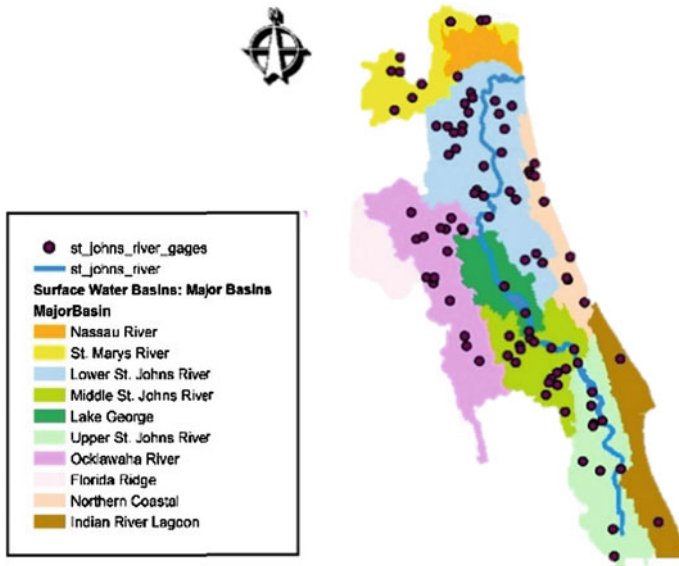 N
st_johns_river_gages
st_johns_river
Surface Water Basins: Major Basins
MajorBasin
Nassau River
St. Marys River
Lower St. Johns River
Middle St. Johns River
Lake George
Upper St. Johns River
Ocklawaha River
Florida Ridge
Northern Coastal
Indian River Lagoon